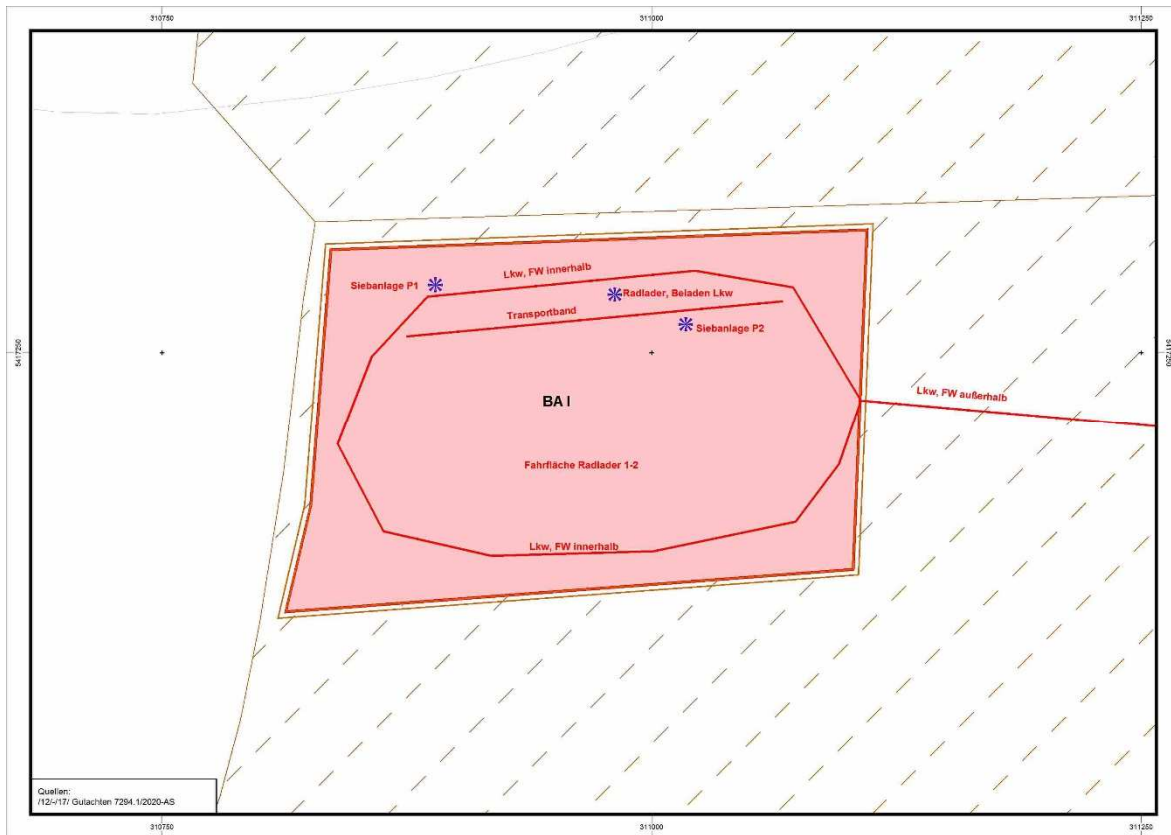 310750
311000
311250
Lkw, FW innerhalb
Siebanlage P1
Radlader, Beladen Lkw
Transportband
Siebanlage P2
5417250
5417250
Lkw, FW außerhalb
BA I
Fahrfläche Radlader 1-2
Lkw, FW innerhalb
Quellen:
/12/-/17/ Gutachten 7294.1/2020-AS
310750
311000
311250